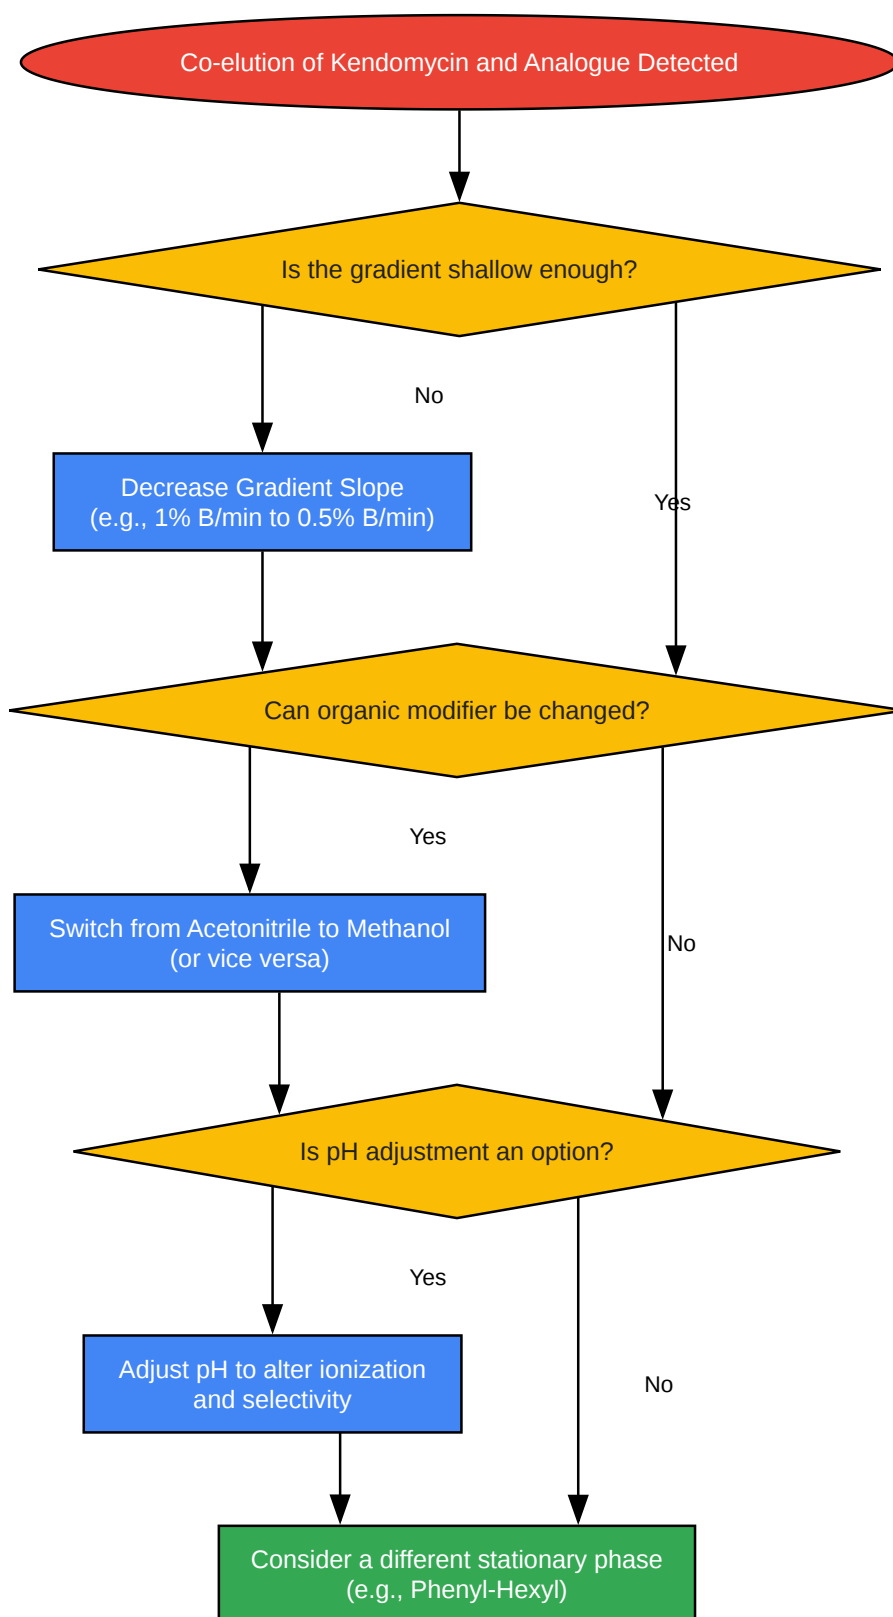 Co-elution of Kendomycin and Analogue Detected
Is the gradient shallow enough?
No
Decrease Gradient Slope
(e.g., 1% B/min to 0.5% B/min)
Yes
Can organic modifier be changed?
Yes
Switch from Acetonitrile to Methanol
(or vice versa)
No
Is pH adjustment an option?
Yes
Adjust pH to alter ionization
and selectivity
No
Consider a different stationary phase
(e.g., Phenyl-Hexyl)